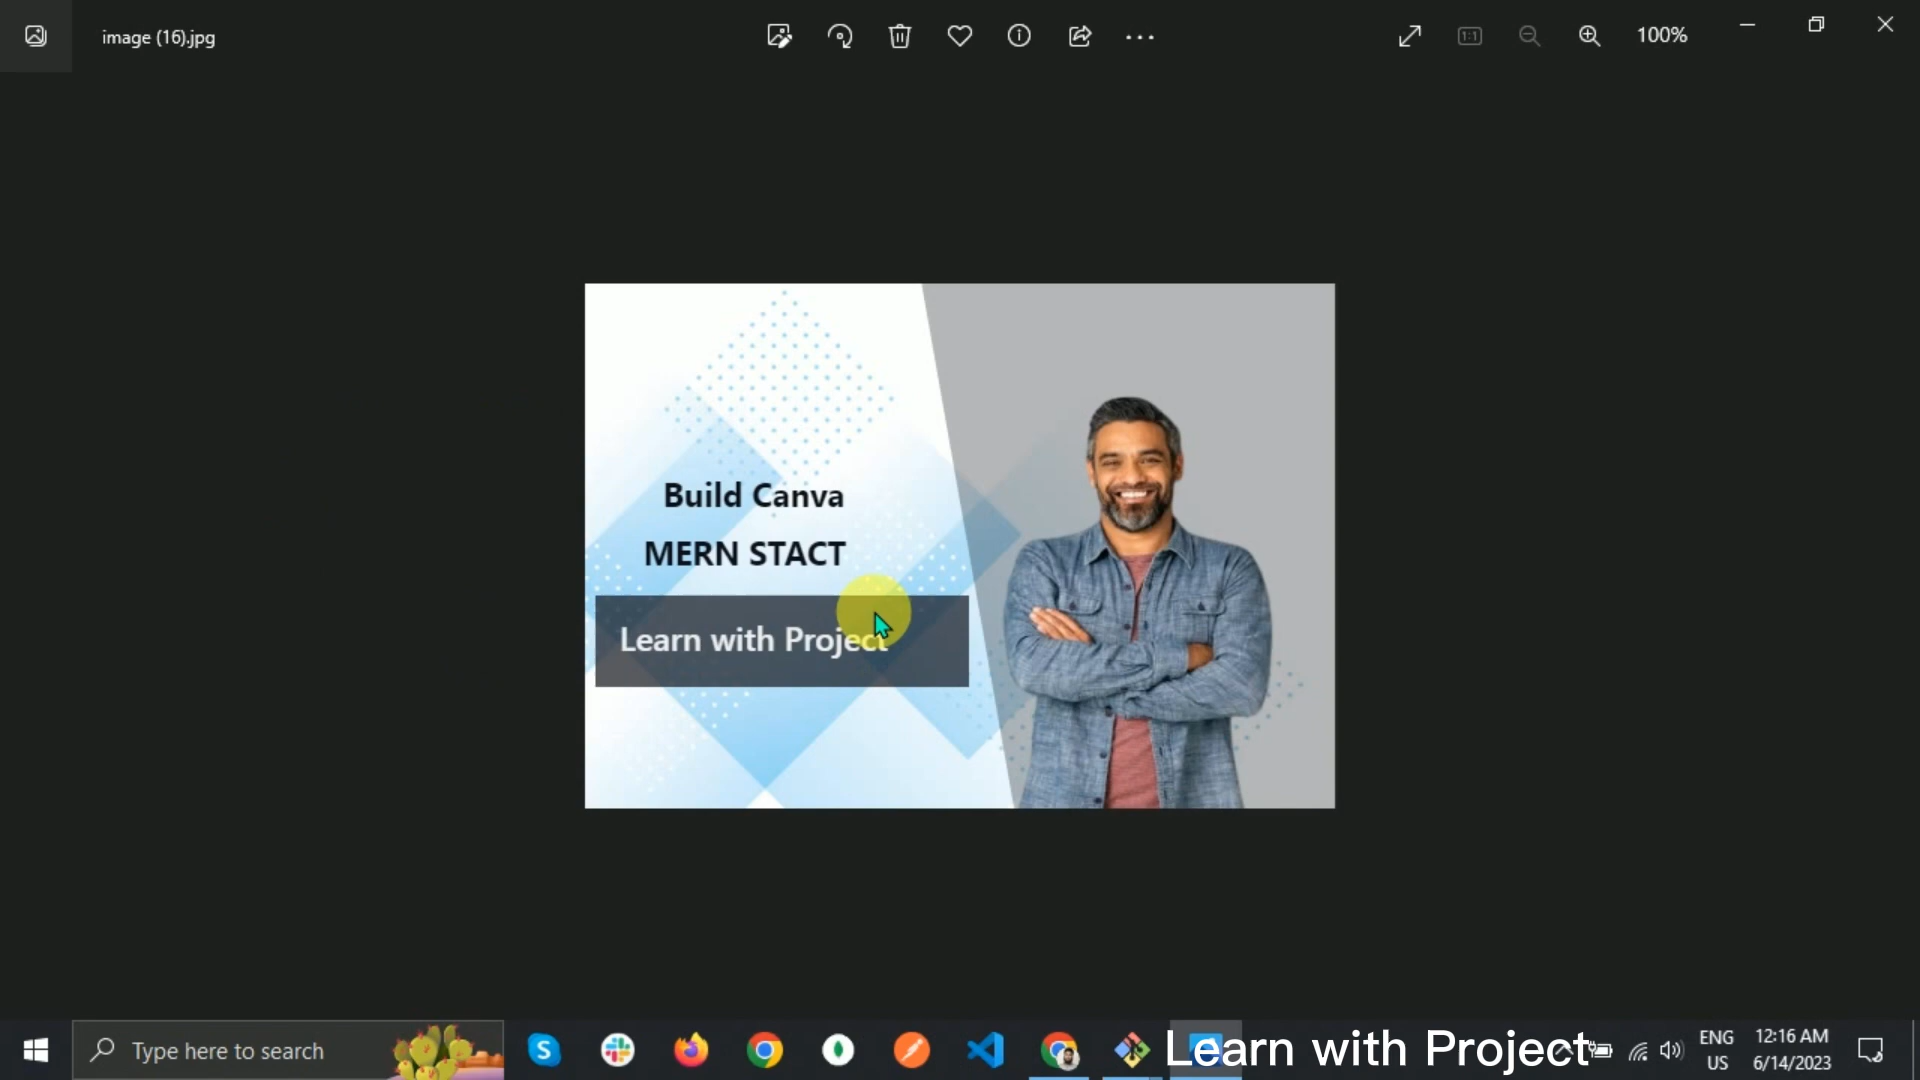 image (16).jpg
100%
Build Canva
MERN STACT
Learn with Project
Type here to search
Learn with Project
ENG
US
12:16 AM
6/14/2023